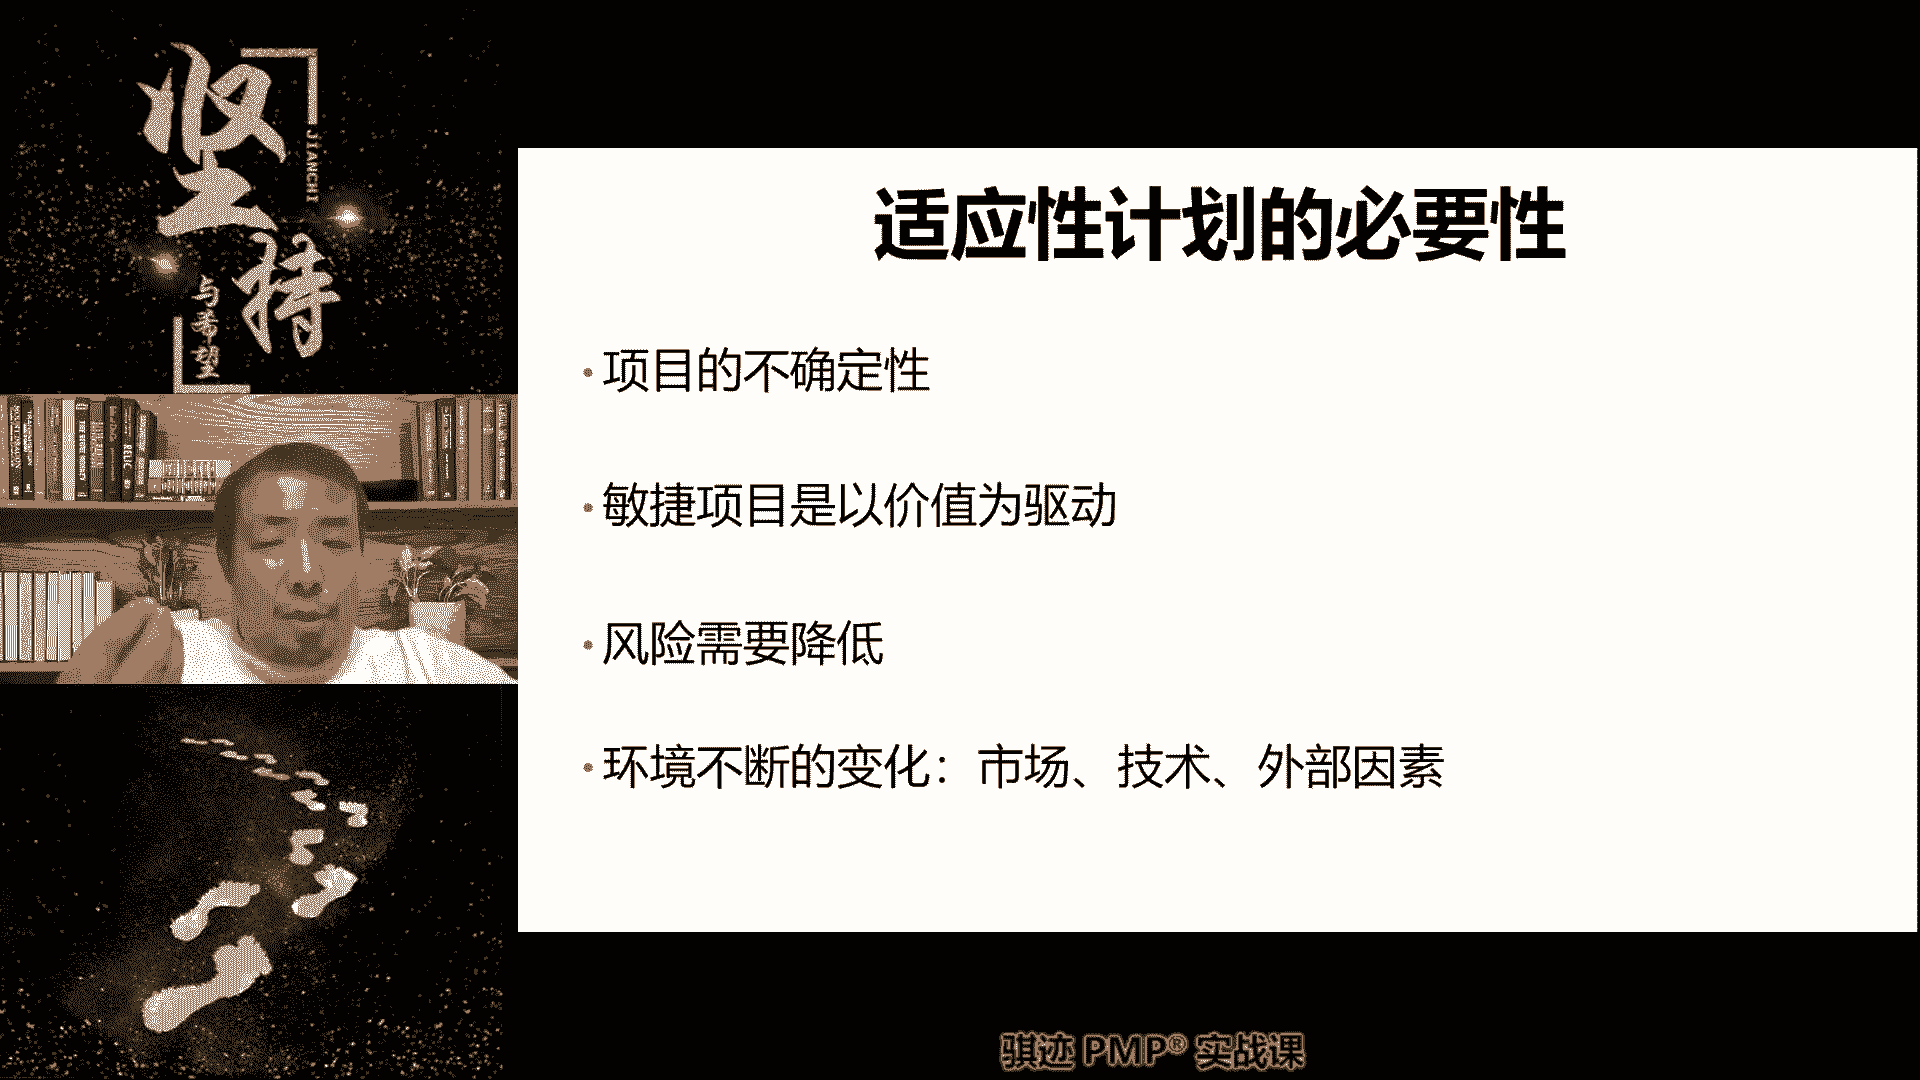 坚持
JIANCHI
与希望
RELIC
适应性计划的必要性
项目的不确定性
敏捷项目是以价值为驱动
风险需要降低
环境不断的变化：市场、技术、外部因素
骐迹 PMP® 实战课